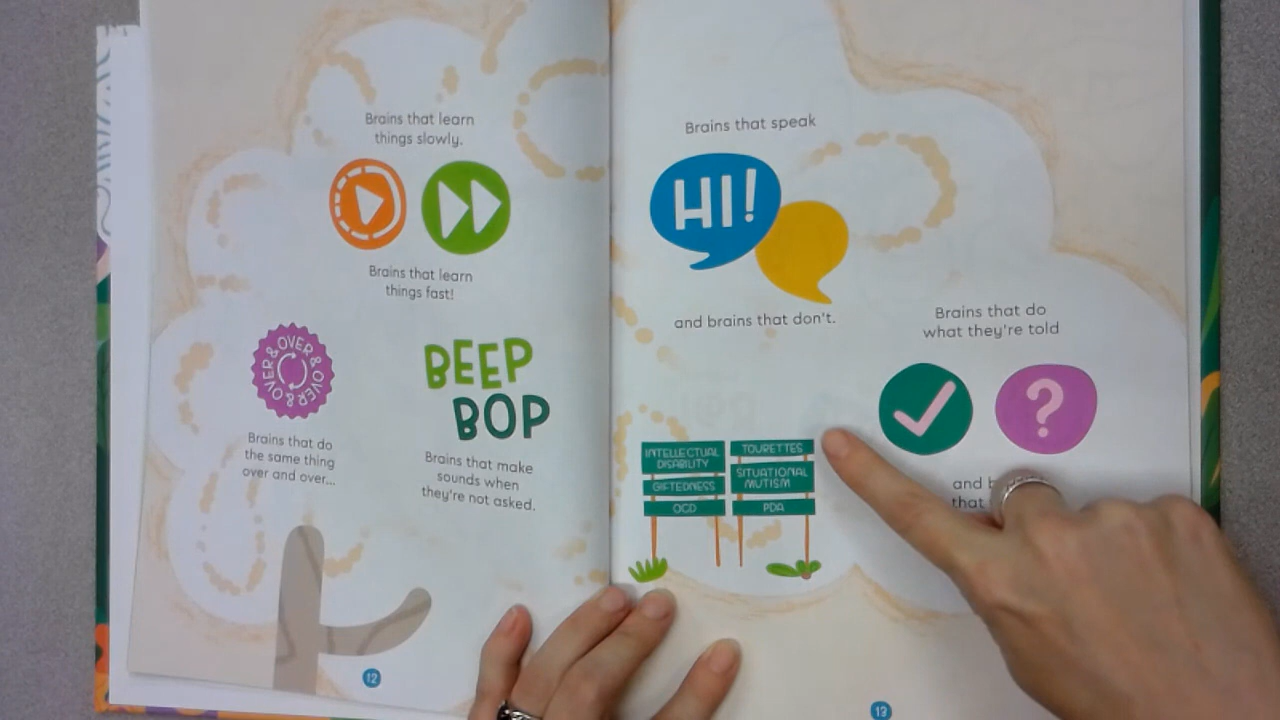 Brains that learn
things slowly.
Brains that learn
things fast!
OVER & OVER & OVER & OVER &
Brains that do
the same thing
over and over...
BEEP
BOP
Brains that make
sounds when
they're not asked.
12
Brains that speak
HI!
and brains that don't.
Brains that do
what they're told
?
and
that
INTELLECTUAL
DISABILITY
GIFTEDNESS
OCD
TOURETTES
SITUATIONAL
MUTISM
PDA
13